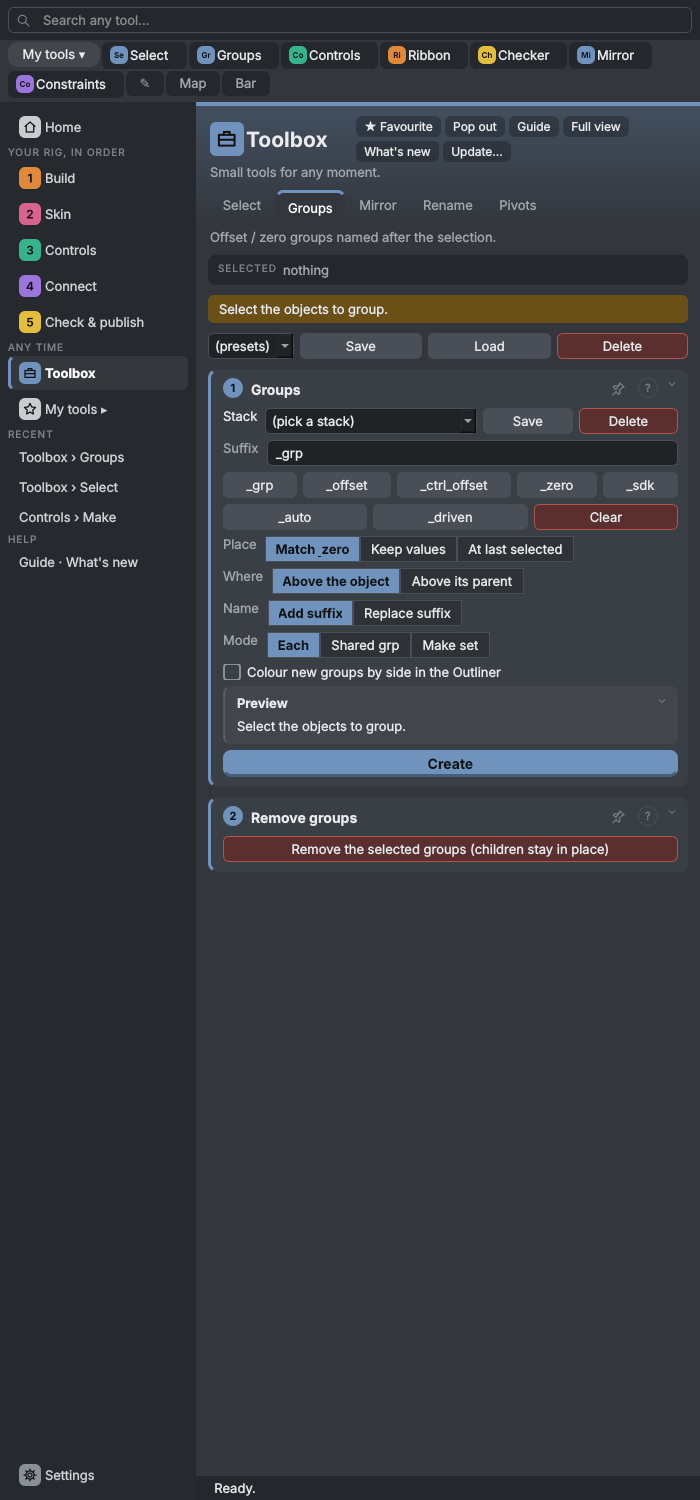 Search any tool...
My tools ▾ Se Select Gr Groups Co Controls Ri Ribbon Ch Checker Mi Mirror
Co Constraints ✎ Map Bar
Home
YOUR RIG, IN ORDER
1 Build
2 Skin
3 Controls
4 Connect
5 Check & publish
ANY TIME
Toolbox
My tools ▸
RECENT
Toolbox › Groups
Toolbox › Select
Controls › Make
HELP
Guide · What's new
Settings
Toolbox
★ Favourite Pop out Guide Full view
What's new Update...
Small tools for any moment.
Select Groups Mirror Rename Pivots
Offset / zero groups named after the selection.
SELECTED nothing
Select the objects to group.
(presets) Save Load Delete
1 Groups ?
Stack (pick a stack) Save Delete
Suffix _grp
_grp _offset _ctrl_offset _zero _sdk
_auto _driven Clear
Place Match_zero Keep values At last selected
Where Above the object Above its parent
Name Add suffix Replace suffix
Mode Each Shared grp Make set
Colour new groups by side in the Outliner
Preview
Select the objects to group.
Create
2 Remove groups ?
Remove the selected groups (children stay in place)
Ready.